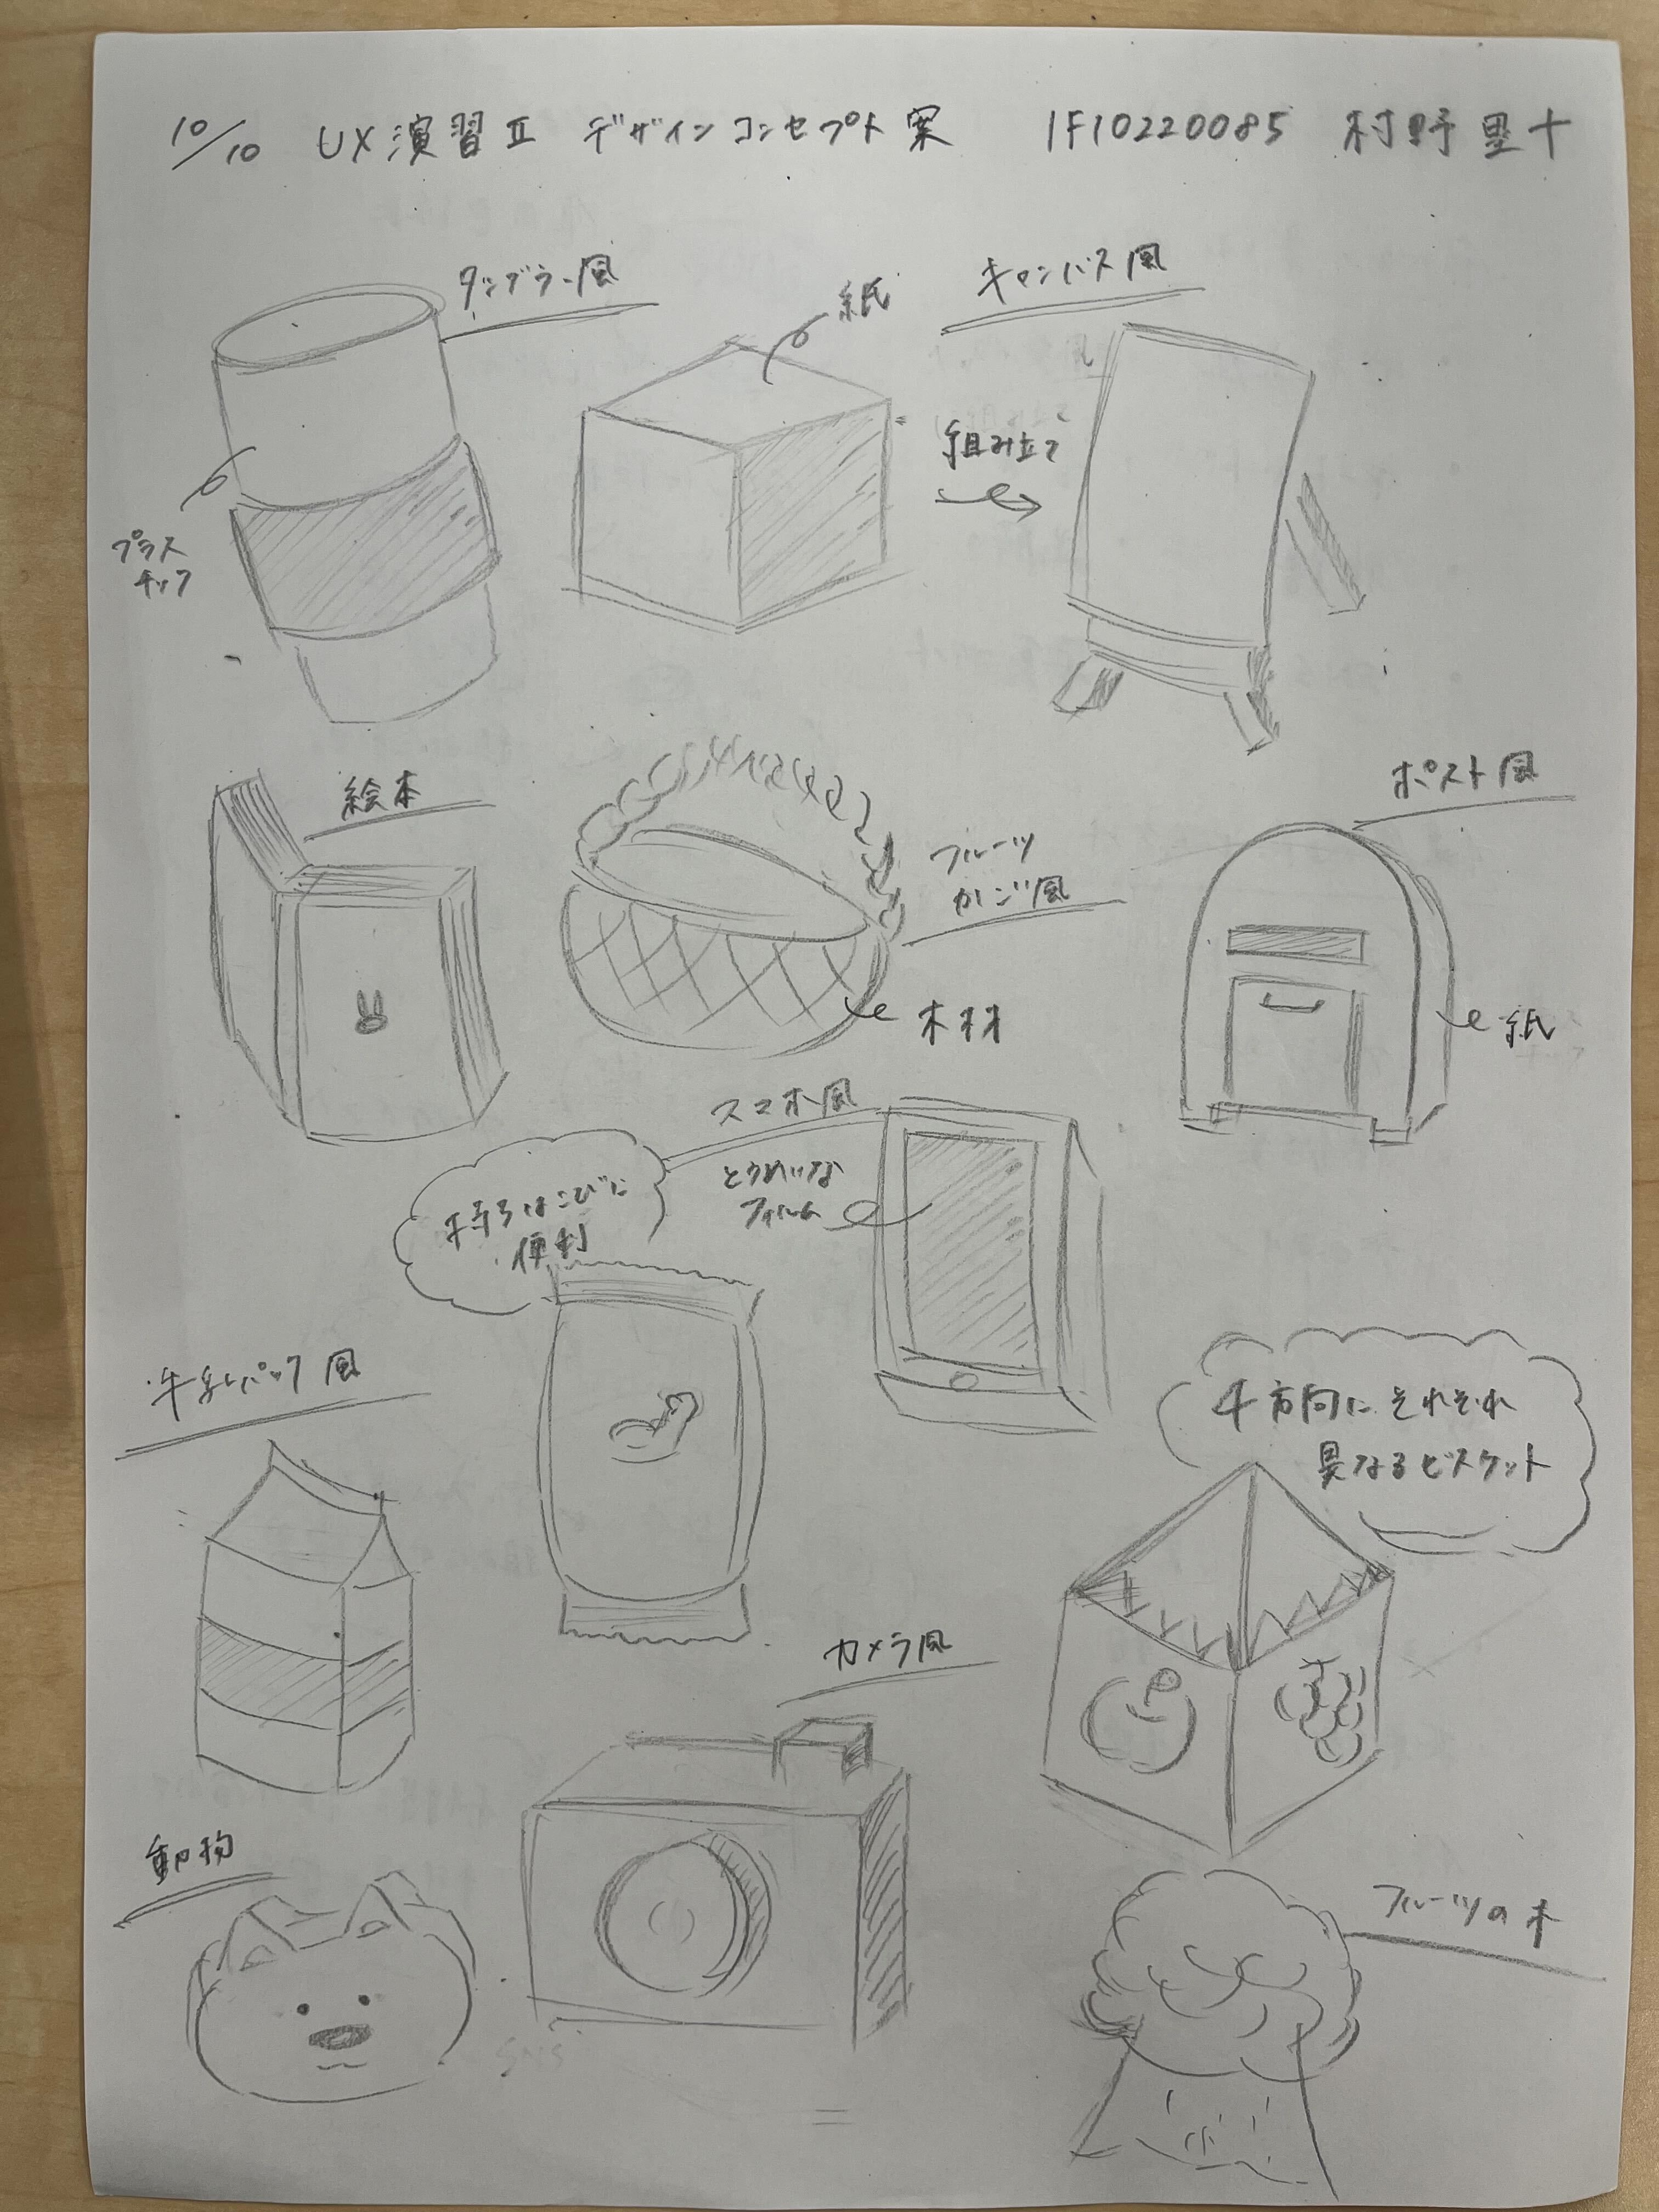 10/10 UX演習Ⅱ デザインコンセプト案 1F10220085 村野里十
タンブラー風
紙
キャンバス風
組み立て
プラス
チック
絵本
フルーツ
かご風
木材
ポスト風
紙
スマホ風
とうめいな
フィルム
持ちはこびに
便利
牛乳パック風
4方向にそれぞれ
異なるビスケット
カメラ風
動物
フルーツの木